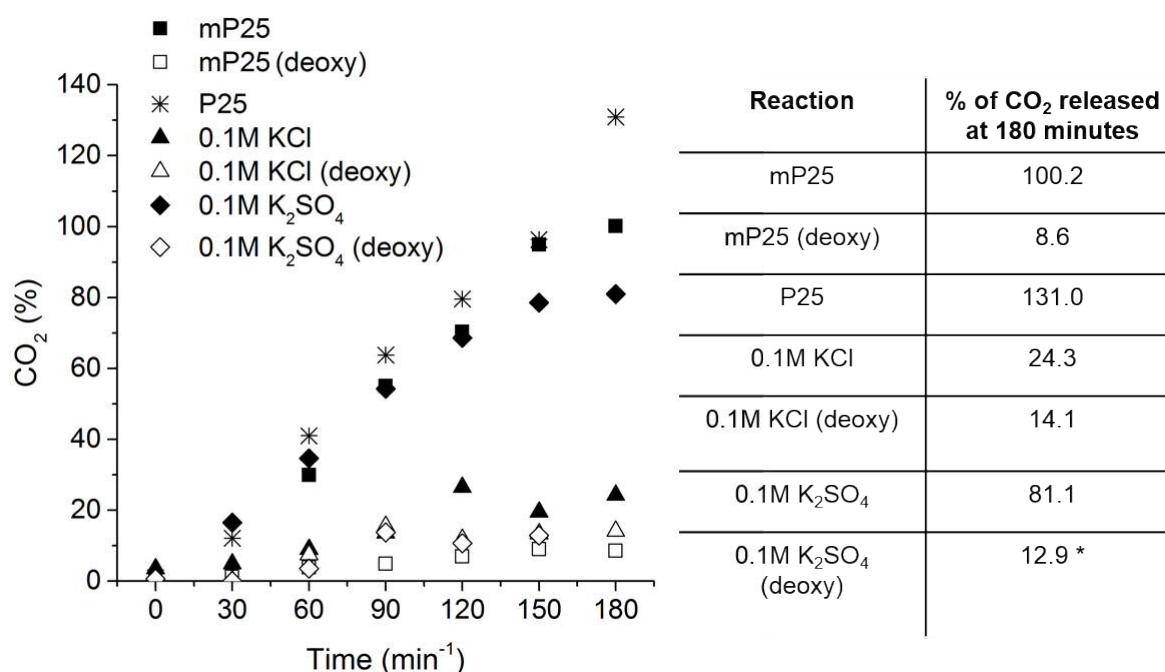 mP25
mP25 (deoxy)
P25
0.1M KCl
0.1M KCl (deoxy)
0.1M K₂SO₄
0.1M K₂SO₄ (deoxy)
140
120
100
80
60
40
20
0
CO₂ (%)
0 30 60 90 120 150 180
Time (min⁻¹)
Reaction % of CO₂ released
at 180 minutes
mP25 100.2
mP25 (deoxy) 8.6
P25 131.0
0.1M KCl 24.3
0.1M KCl (deoxy) 14.1
0.1M K₂SO₄ 81.1
0.1M K₂SO₄ 12.9 *
(deoxy)